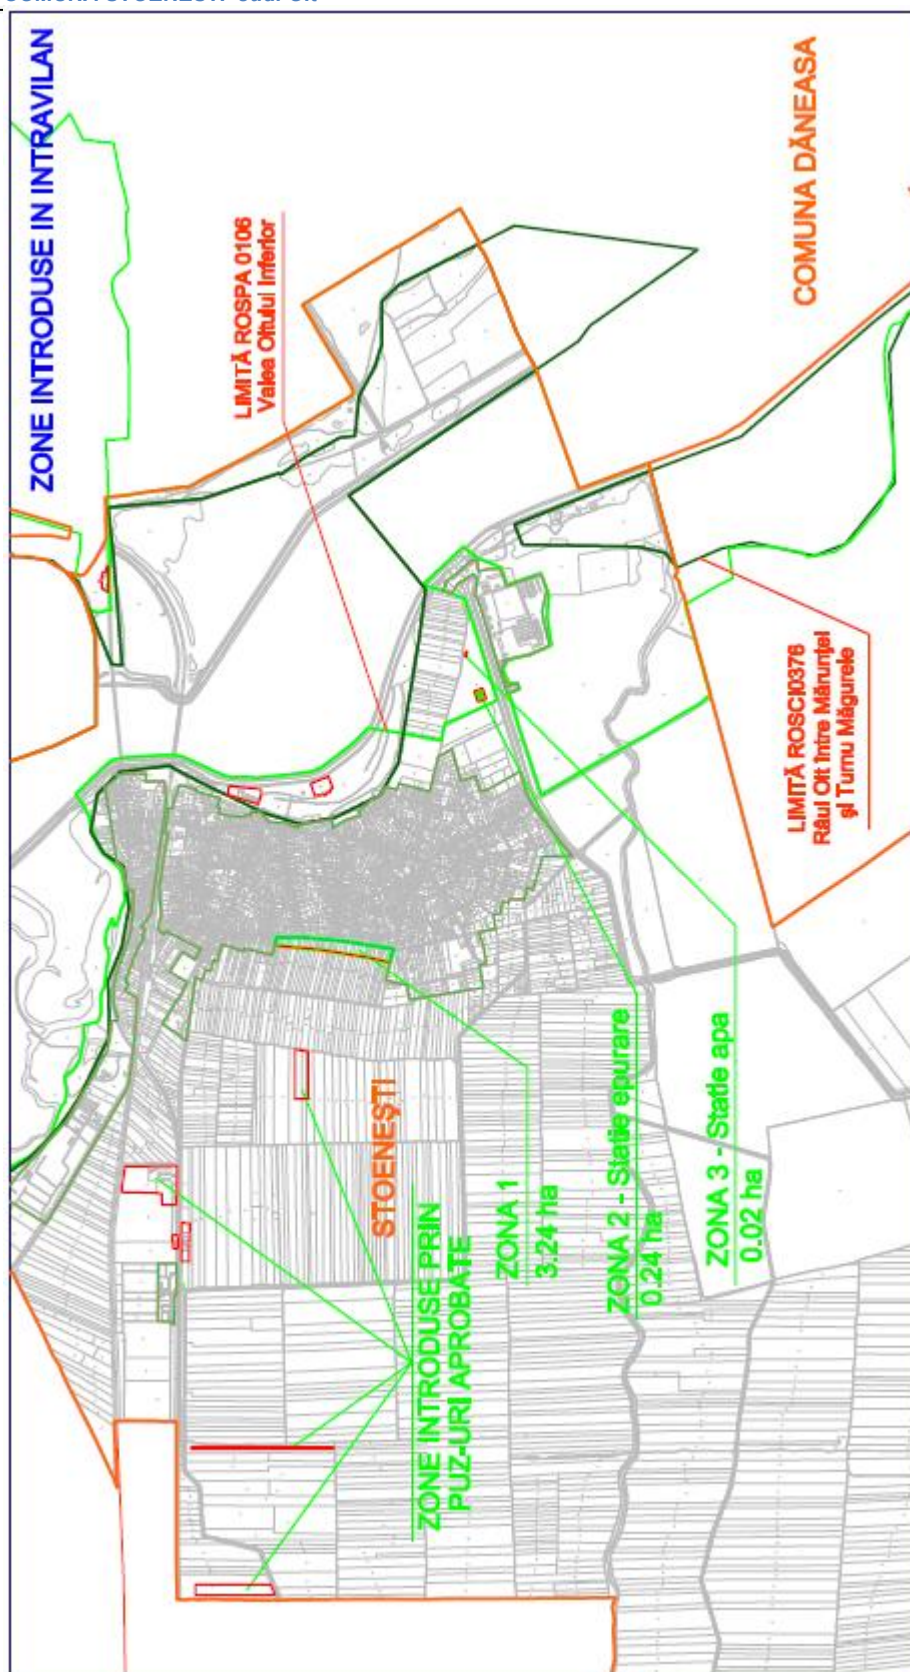 ZONE INTRODUSE IN INTRAVILAN
LIMITĂ ROSPA 0106
Valea Oltului Inferior
COMUNA DĂNEASA
LIMITĂ ROSCI0376
Râul Olt între Mărunței
și Turnu Măgurele
STOENEȘTI
ZONE INTRODUSE PRIN
PUZ-URI APROBATE
ZONA 1
3.24 ha
ZONA 2 - Statie epurare
0.24 ha
ZONA 3 - Statie apa
0.02 ha